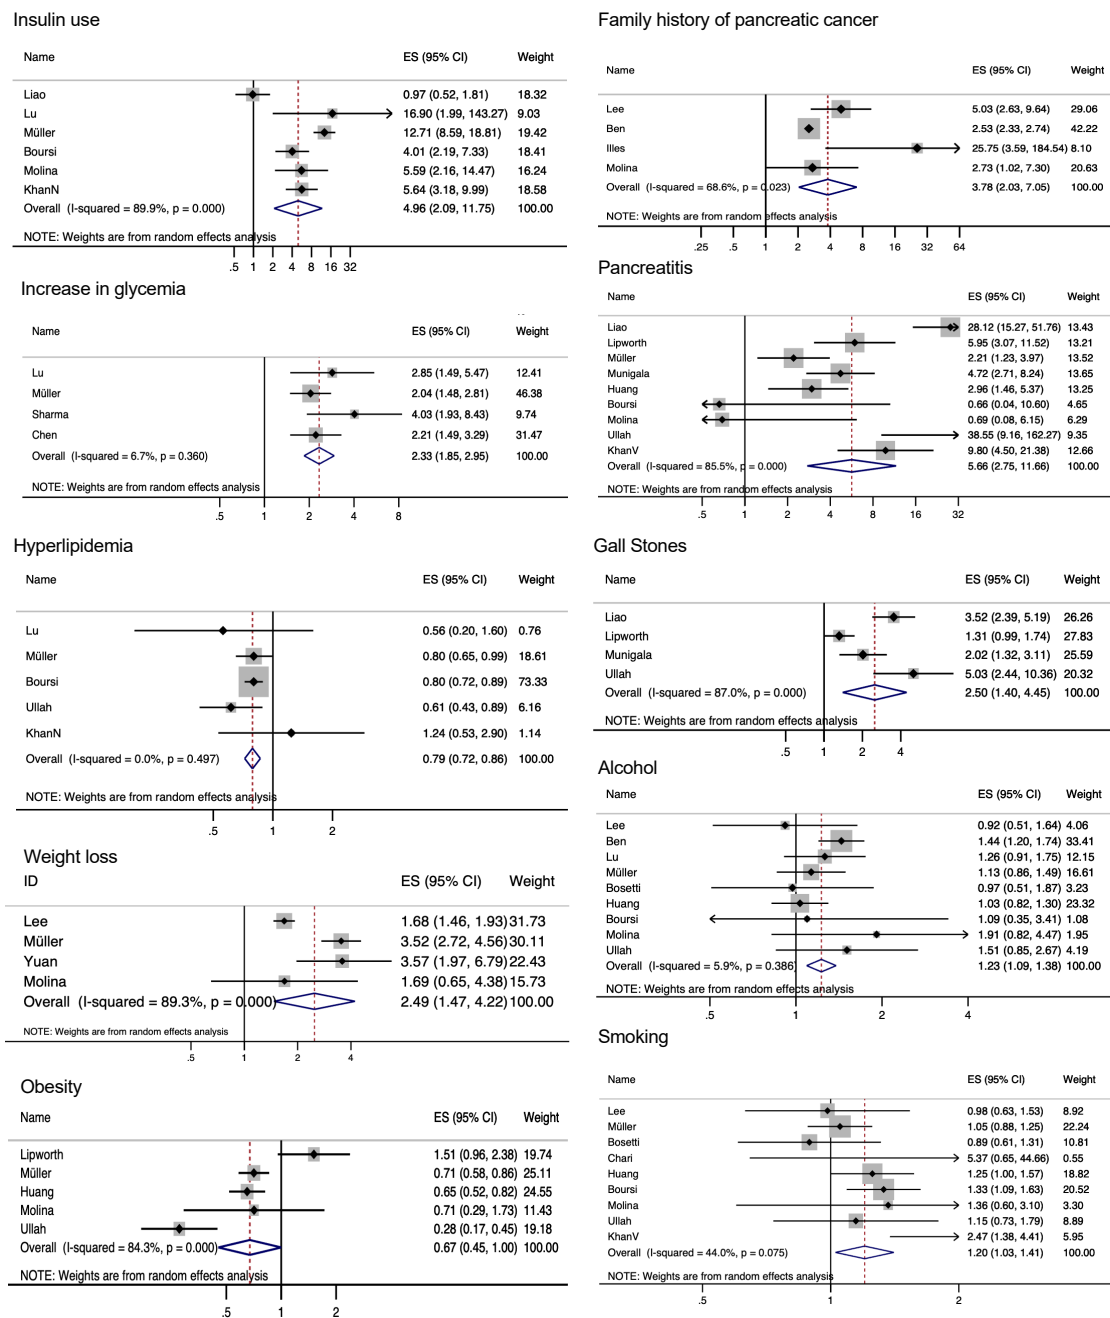 Insulin use
Name ES (95% CI) Weight
Liao 0.97 (0.52, 1.81) 18.32
Lu 16.90 (1.99, 143.27) 9.03
Müller 12.71 (8.59, 18.81) 19.42
Boursi 4.01 (2.19, 7.33) 18.41
Molina 5.59 (2.16, 14.47) 16.24
KhanN 5.64 (3.18, 9.99) 18.58
Overall (I-squared = 89.9%, p = 0.000) 4.96 (2.09, 11.75) 100.00
NOTE: Weights are from random effects analysis
.5 1 2 4 8 16 32
Increase in glycemia
Name ES (95% CI) Weight
Lu 2.85 (1.49, 5.47) 12.41
Müller 2.04 (1.48, 2.81) 46.38
Sharma 4.03 (1.93, 8.43) 9.74
Chen 2.21 (1.49, 3.29) 31.47
Overall (I-squared = 6.7%, p = 0.360) 2.33 (1.85, 2.95) 100.00
NOTE: Weights are from random effects analysis
.5 1 2 4 8
Hyperlipidemia
Name ES (95% CI) Weight
Lu 0.56 (0.20, 1.60) 0.76
Müller 0.80 (0.65, 0.99) 18.61
Boursi 0.80 (0.72, 0.89) 73.33
Ullah 0.61 (0.43, 0.89) 6.16
KhanN 1.24 (0.53, 2.90) 1.14
Overall (I-squared = 0.0%, p = 0.497) 0.79 (0.72, 0.86) 100.00
NOTE: Weights are from random effects analysis
.5 1 2
Weight loss
ID ES (95% CI) Weight
Lee 1.68 (1.46, 1.93) 31.73
Müller 3.52 (2.72, 4.56) 30.11
Yuan 3.57 (1.97, 6.79) 22.43
Molina 1.69 (0.65, 4.38) 15.73
Overall (I-squared = 89.3%, p = 0.000) 2.49 (1.47, 4.22) 100.00
NOTE: Weights are from random effects analysis
.5 1 2 4
Obesity
Name ES (95% CI) Weight
Lipworth 1.51 (0.96, 2.38) 19.74
Müller 0.71 (0.58, 0.86) 25.11
Huang 0.65 (0.52, 0.82) 24.55
Molina 0.71 (0.29, 1.73) 11.43
Ullah 0.28 (0.17, 0.45) 19.18
Overall (I-squared = 84.3%, p = 0.000) 0.67 (0.45, 1.00) 100.00
NOTE: Weights are from random effects analysis
.5 1 2
Family history of pancreatic cancer
Name ES (95% CI) Weight
Lee 5.03 (2.63, 9.64) 29.06
Ben 2.53 (2.33, 2.74) 42.22
Illes 25.75 (3.59, 184.54) 8.10
Molina 2.73 (1.02, 7.30) 20.63
Overall (I-squared = 68.6%, p = 0.023) 3.78 (2.03, 7.05) 100.00
NOTE: Weights are from random effects analysis
.25 .5 1 2 4 8 16 32 64
Pancreatitis
Name ES (95% CI) Weight
Liao 28.12 (15.27, 51.76) 13.43
Lipworth 5.95 (3.07, 11.52) 13.21
Müller 2.21 (1.23, 3.97) 13.52
Munigala 4.72 (2.71, 8.24) 13.65
Huang 2.96 (1.46, 5.37) 13.25
Boursi 0.66 (0.04, 10.60) 4.65
Molina 0.69 (0.08, 6.15) 6.29
Ullah 38.55 (9.16, 162.27) 9.35
KhanV 9.80 (4.50, 21.38) 12.66
Overall (I-squared = 85.5%, p = 0.000) 5.66 (2.75, 11.66) 100.00
NOTE: Weights are from random effects analysis
.5 1 2 4 8 16 32
Gall Stones
Name ES (95% CI) Weight
Liao 3.52 (2.39, 5.19) 26.26
Lipworth 1.31 (0.99, 1.74) 27.83
Munigala 2.02 (1.32, 3.11) 25.59
Ullah 5.03 (2.44, 10.36) 20.32
Overall (I-squared = 87.0%, p = 0.000) 2.50 (1.40, 4.45) 100.00
NOTE: Weights are from random effects analysis
.5 1 2 4
Alcohol
Name ES (95% CI) Weight
Lee 0.92 (0.51, 1.64) 4.06
Ben 1.44 (1.20, 1.74) 33.41
Lu 1.26 (0.91, 1.75) 12.15
Müller 1.13 (0.86, 1.49) 16.61
Bosetti 0.97 (0.51, 1.87) 3.23
Huang 1.03 (0.82, 1.30) 23.32
Boursi 1.09 (0.35, 3.41) 1.08
Molina 1.91 (0.82, 4.47) 1.95
Ullah 1.51 (0.85, 2.67) 4.19
Overall (I-squared = 5.9%, p = 0.386) 1.23 (1.09, 1.38) 100.00
NOTE: Weights are from random effects analysis
.5 1 2 4
Smoking
Name ES (95% CI) Weight
Lee 0.98 (0.63, 1.53) 8.92
Müller 1.05 (0.88, 1.25) 22.24
Bosetti 0.89 (0.61, 1.31) 10.81
Chari 5.37 (0.65, 44.66) 0.55
Huang 1.25 (1.00, 1.57) 18.82
Boursi 1.33 (1.09, 1.63) 20.52
Molina 1.36 (0.60, 3.10) 3.30
Ullah 1.15 (0.73, 1.79) 8.89
KhanV 2.47 (1.38, 4.41) 5.95
Overall (I-squared = 44.0%, p = 0.075) 1.20 (1.03, 1.41) 100.00
NOTE: Weights are from random effects analysis
.5 1 2